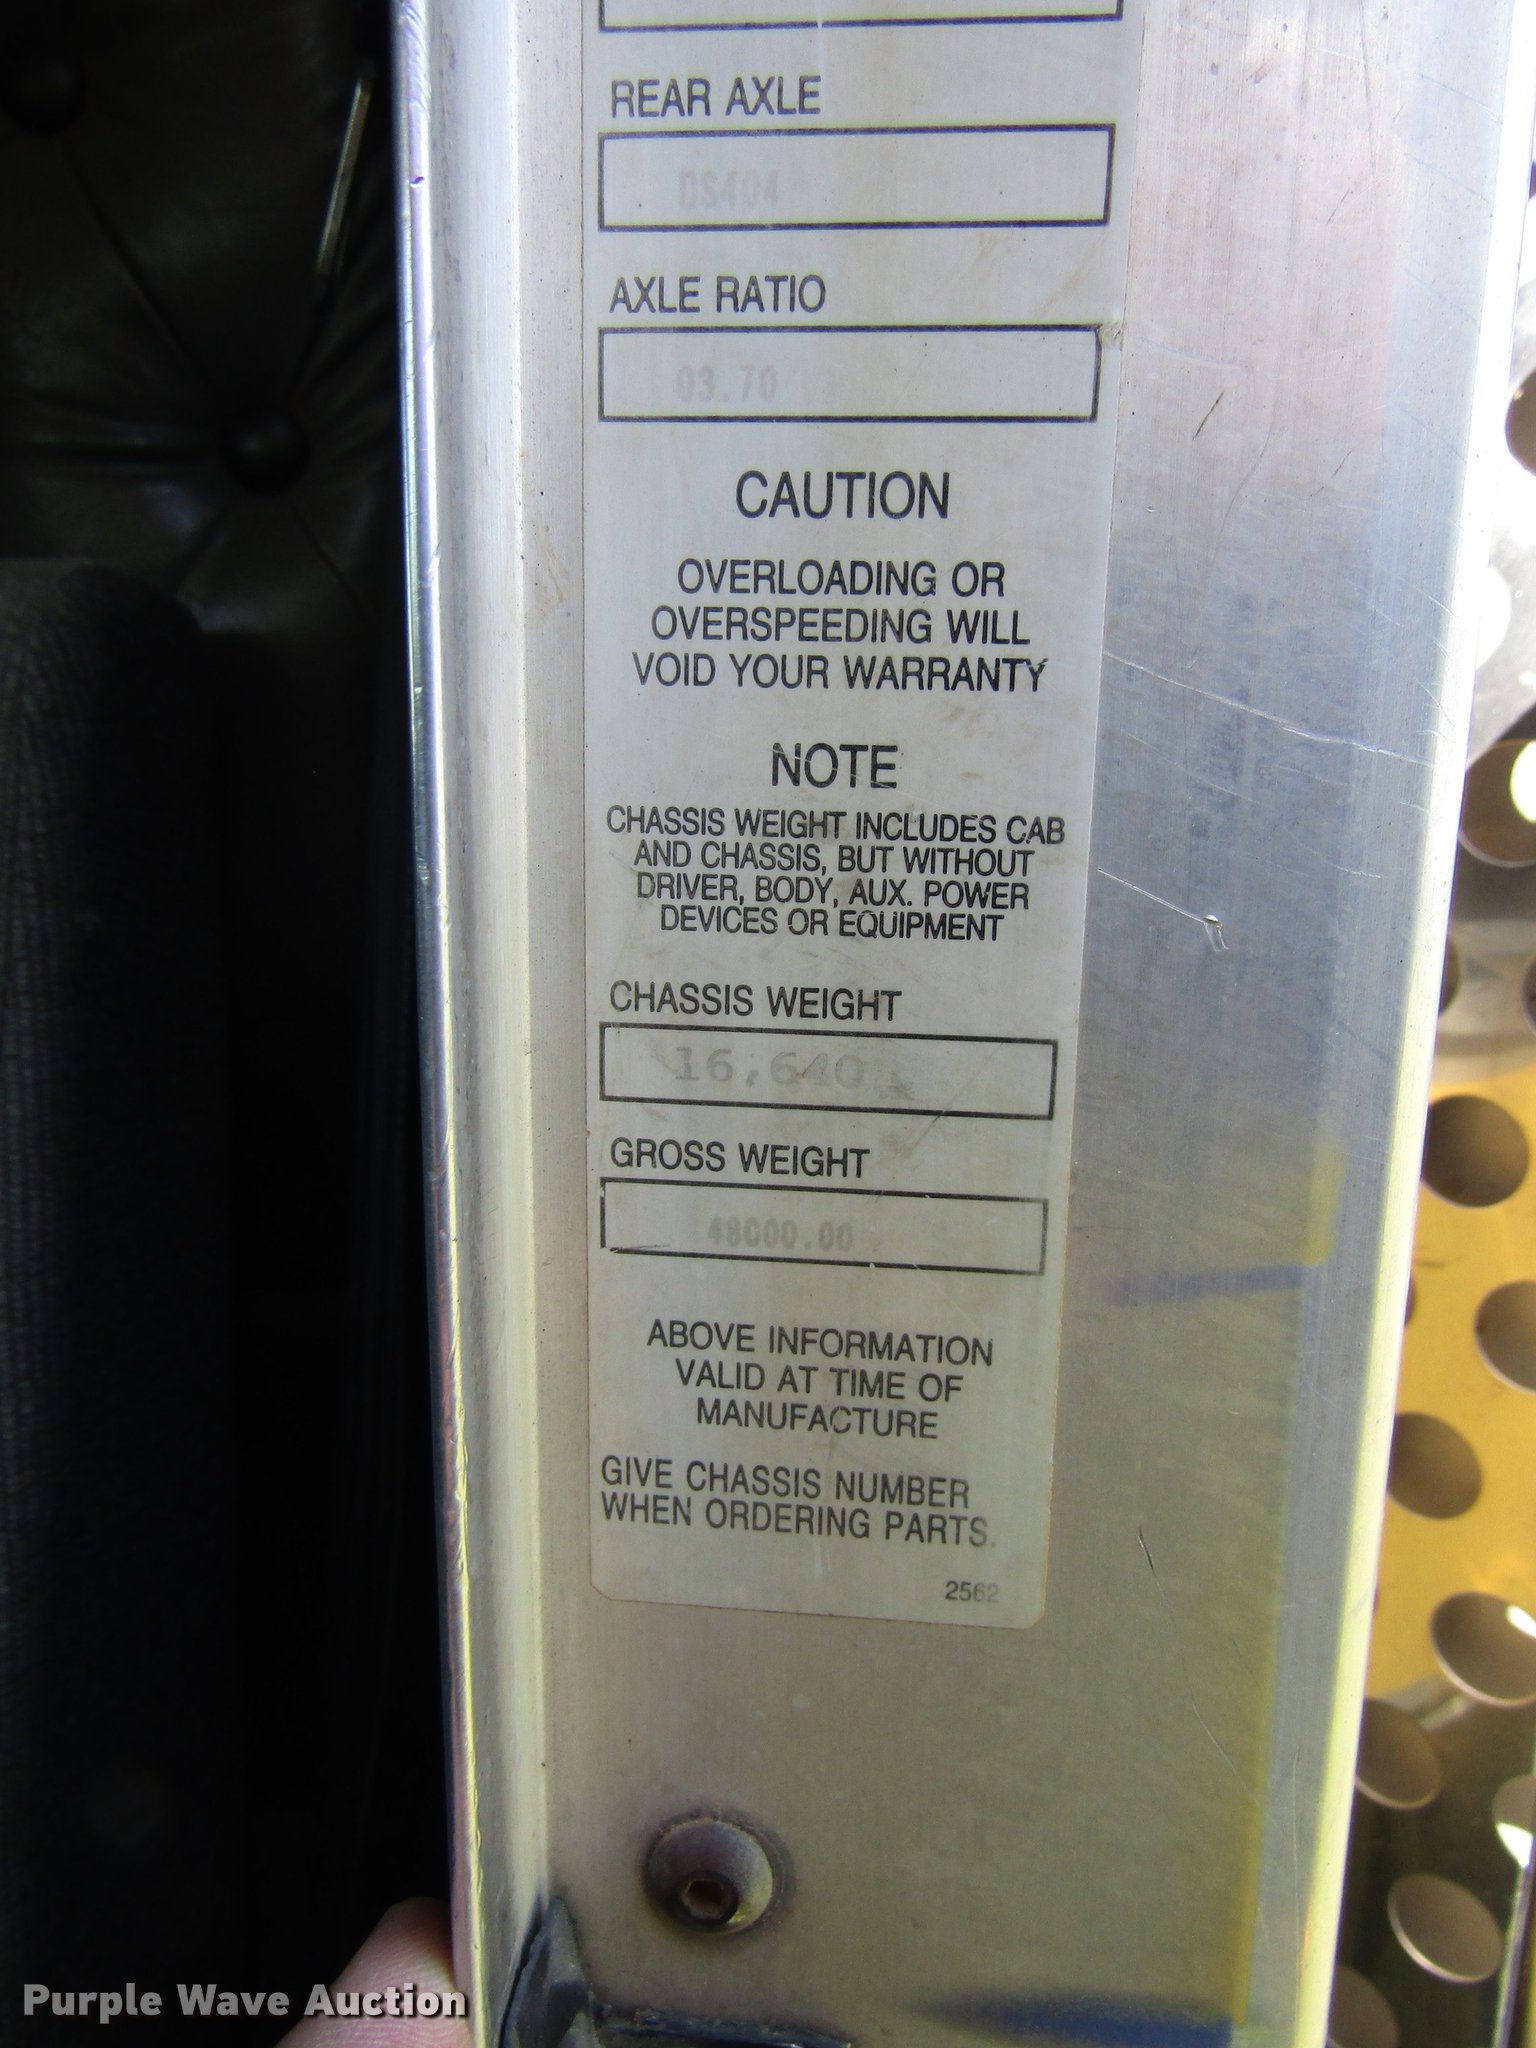 REAR AXLE
DS404
AXLE RATIO
03.70
CAUTION
OVERLOADING OR
OVERSPEEDING WILL
VOID YOUR WARRANTY
NOTE
CHASSIS WEIGHT INCLUDES CAB
AND CHASSIS, BUT WITHOUT
DRIVER, BODY, AUX. POWER
DEVICES OR EQUIPMENT
CHASSIS WEIGHT
16,640
GROSS WEIGHT
48000.00
ABOVE INFORMATION
VALID AT TIME OF
MANUFACTURE
GIVE CHASSIS NUMBER
WHEN ORDERING PARTS.
2562
Purple Wave Auction